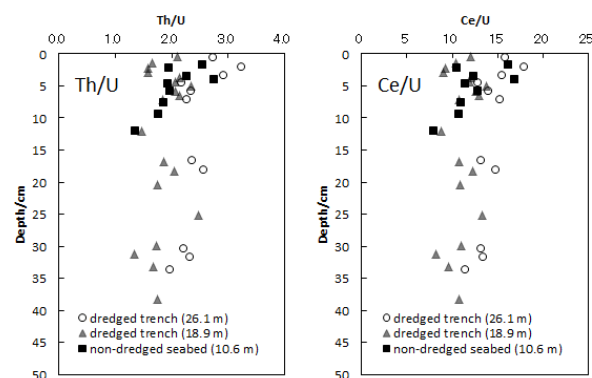 Th/U
0.0 1.0 2.0 3.0 4.0
0
5
10
15
20
25
30
35
40
45
50
Depth/cm
Th/U
dredged trench (26.1 m)
dredged trench (18.9 m)
non-dredged seabed (10.6 m)
Ce/U
0 5 10 15 20 25
0
5
10
15
20
25
30
35
40
45
50
Depth/cm
Ce/U
dredged trench (26.1 m)
dredged trench (18.9 m)
non-dredged seabed (10.6 m)